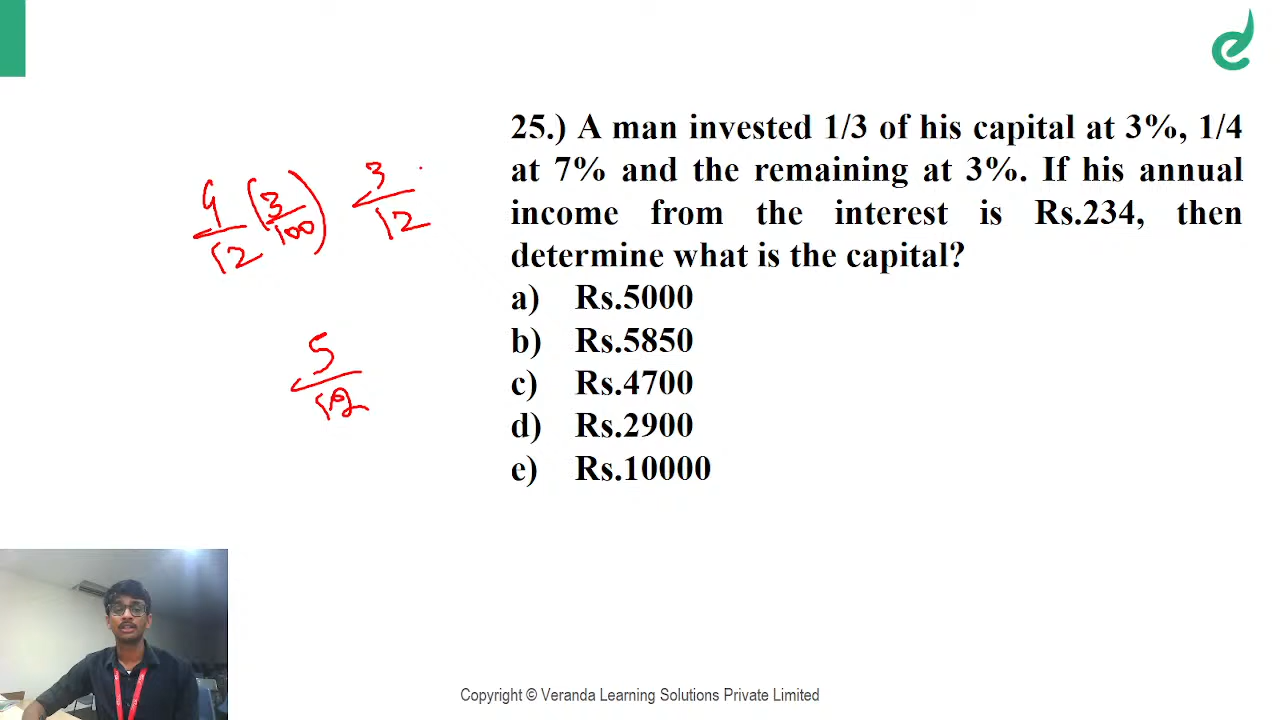 25.) A man invested 1/3 of his capital at 3%, 1/4
at 7% and the remaining at 3%. If his annual
income from the interest is Rs.234, then
determine what is the capital?
a) Rs.5000
b) Rs.5850
c) Rs.4700
d) Rs.2900
e) Rs.10000
4/12 (3/100) 3/12
5/12
Copyright © Veranda Learning Solutions Private Limited